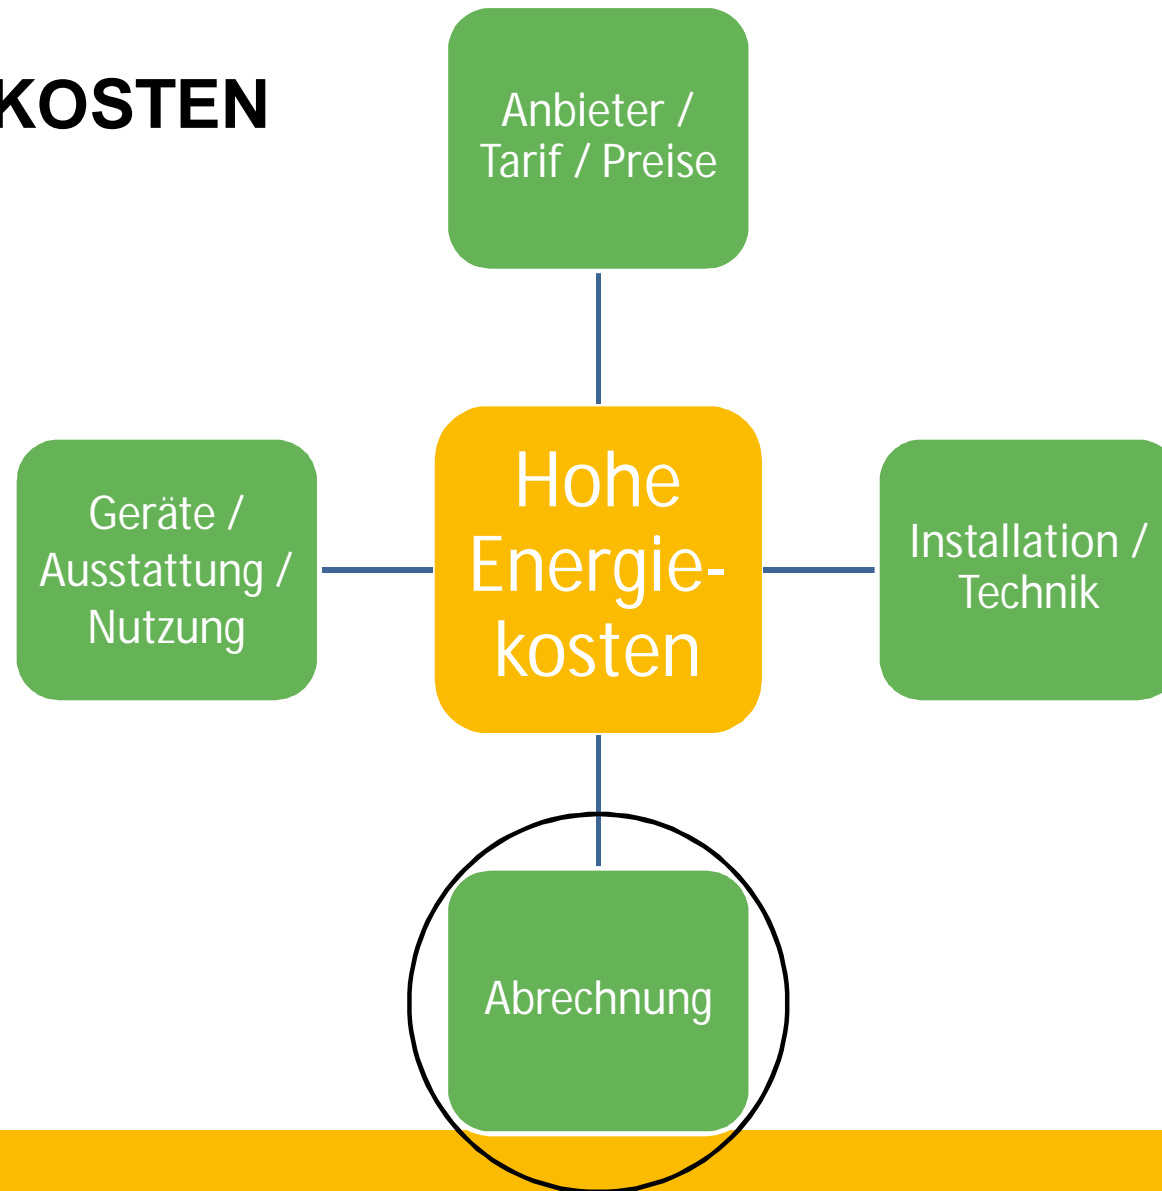 KOSTEN
Anbieter /
Tarif / Preise
Geräte /
Ausstattung /
Nutzung
Hohe
Energie-
kosten
Installation /
Technik
Abrechnung